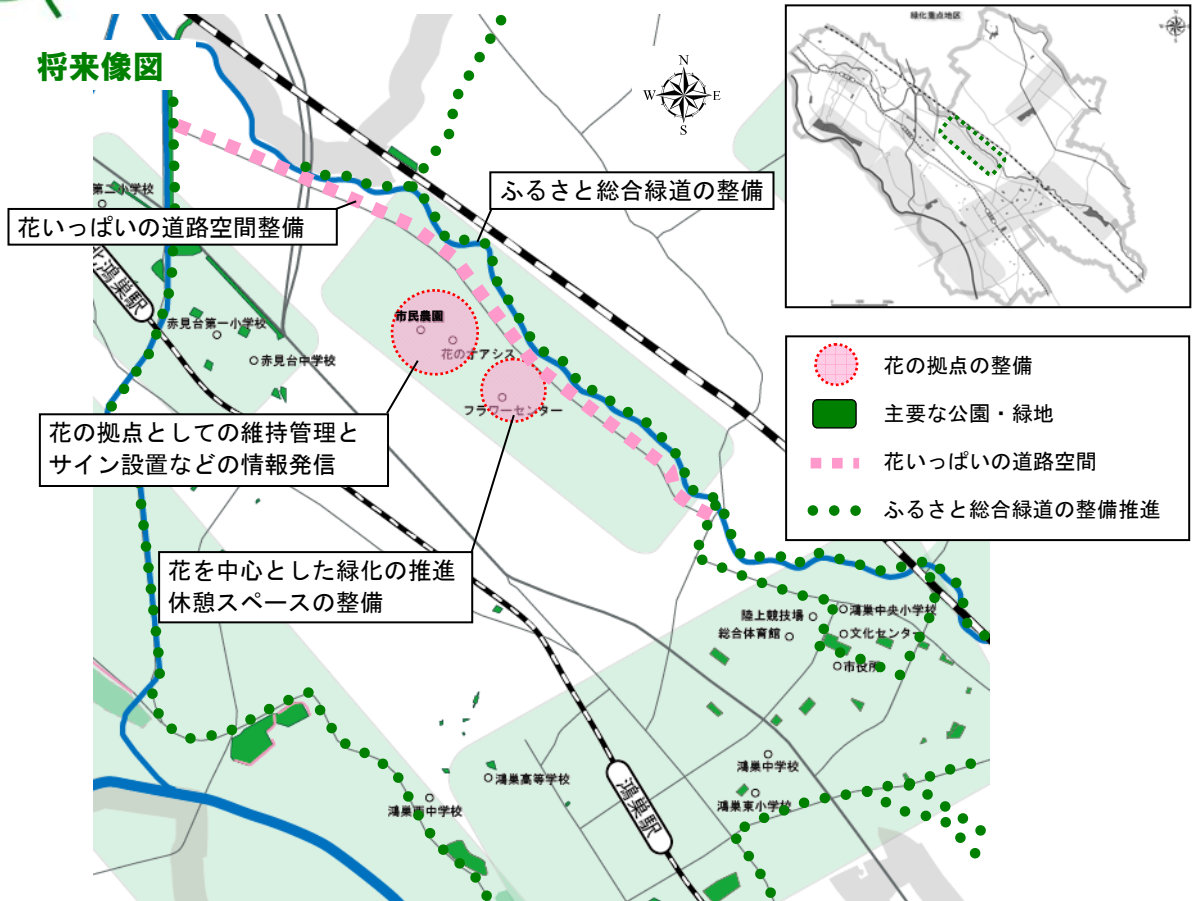 将来像図
緑化重点地区
N
W
E
S
ふるさと総合緑道の整備
花いっぱいの道路空間整備
第二小学校
北鴻巣駅
赤見台第一小学校
赤見台中学校
市民農園
花のオアシス
フラワーセンター
花の拠点の整備
主要な公園・緑地
花いっぱいの道路空間
ふるさと総合緑道の整備推進
花の拠点としての維持管理と
サイン設置などの情報発信
花を中心とした緑化の推進
休憩スペースの整備
陸上競技場
鴻巣中央小学校
総合体育館
文化センター
市役所
鴻巣高等学校
鴻巣中学校
鴻巣東小学校
鴻巣西中学校
鴻巣駅